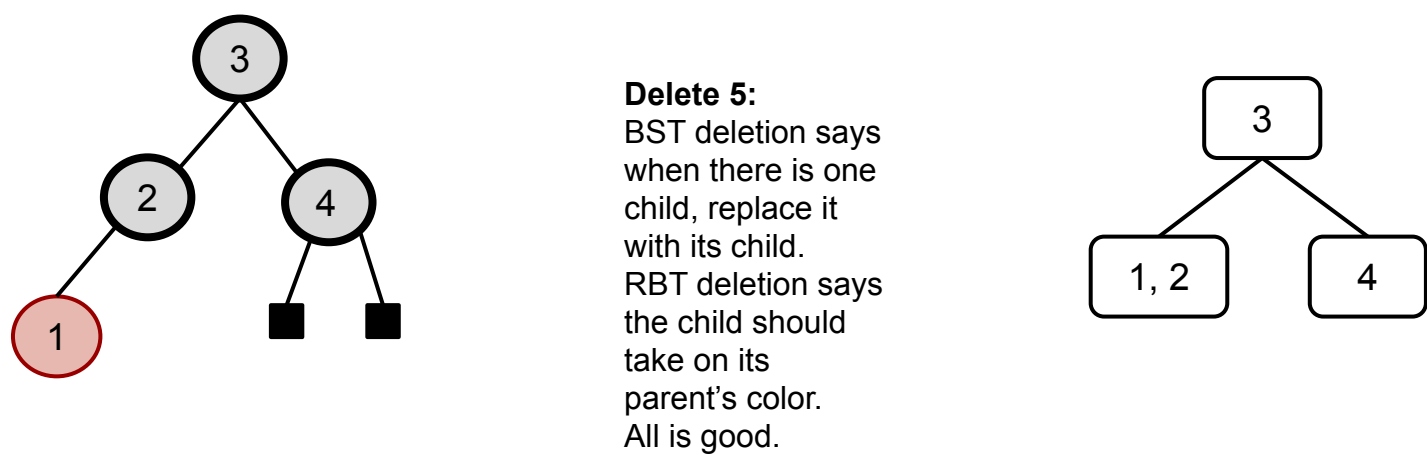 3
2
4
1
Delete 5:
BST deletion says
when there is one
child, replace it
with its child.
RBT deletion says
the child should
take on its
parent’s color.
All is good.
3
1, 2
4